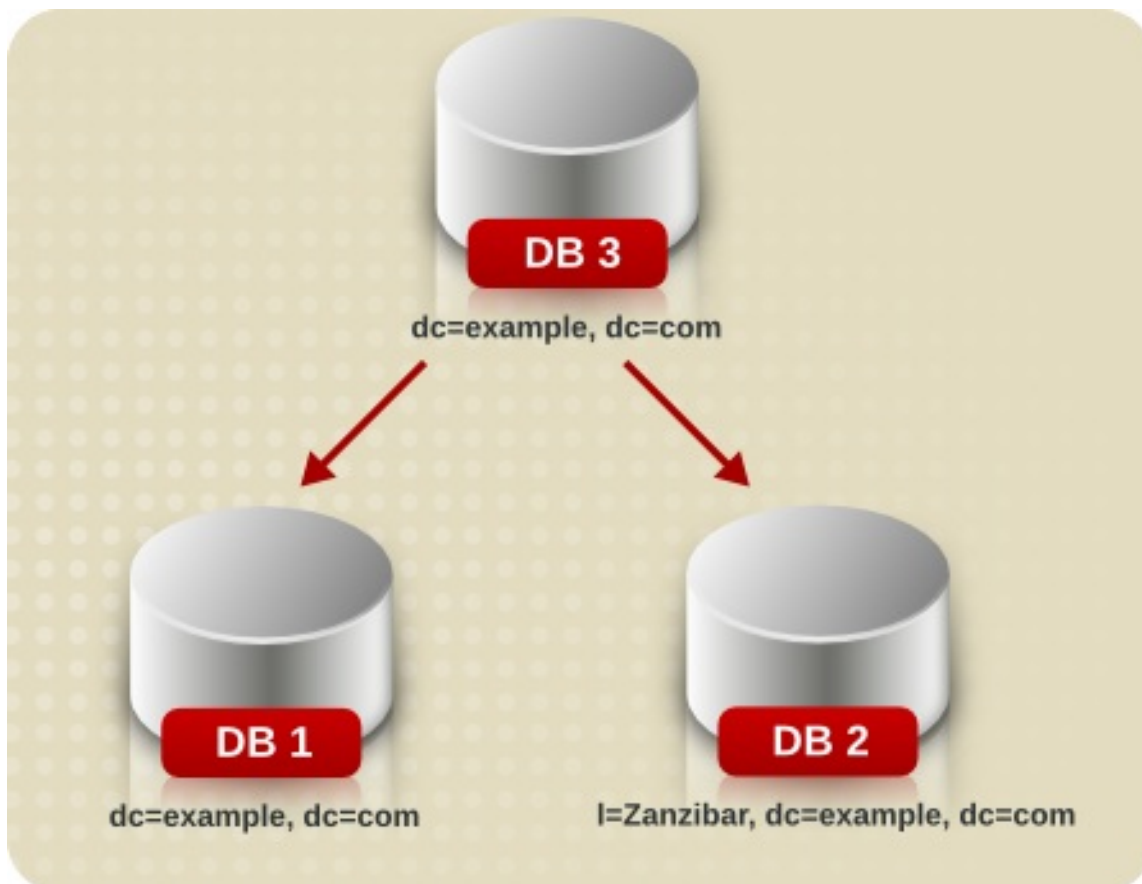 DB 3
dc=example, dc=com
DB 1
dc=example, dc=com
DB 2
l=Zanzibar, dc=example, dc=com